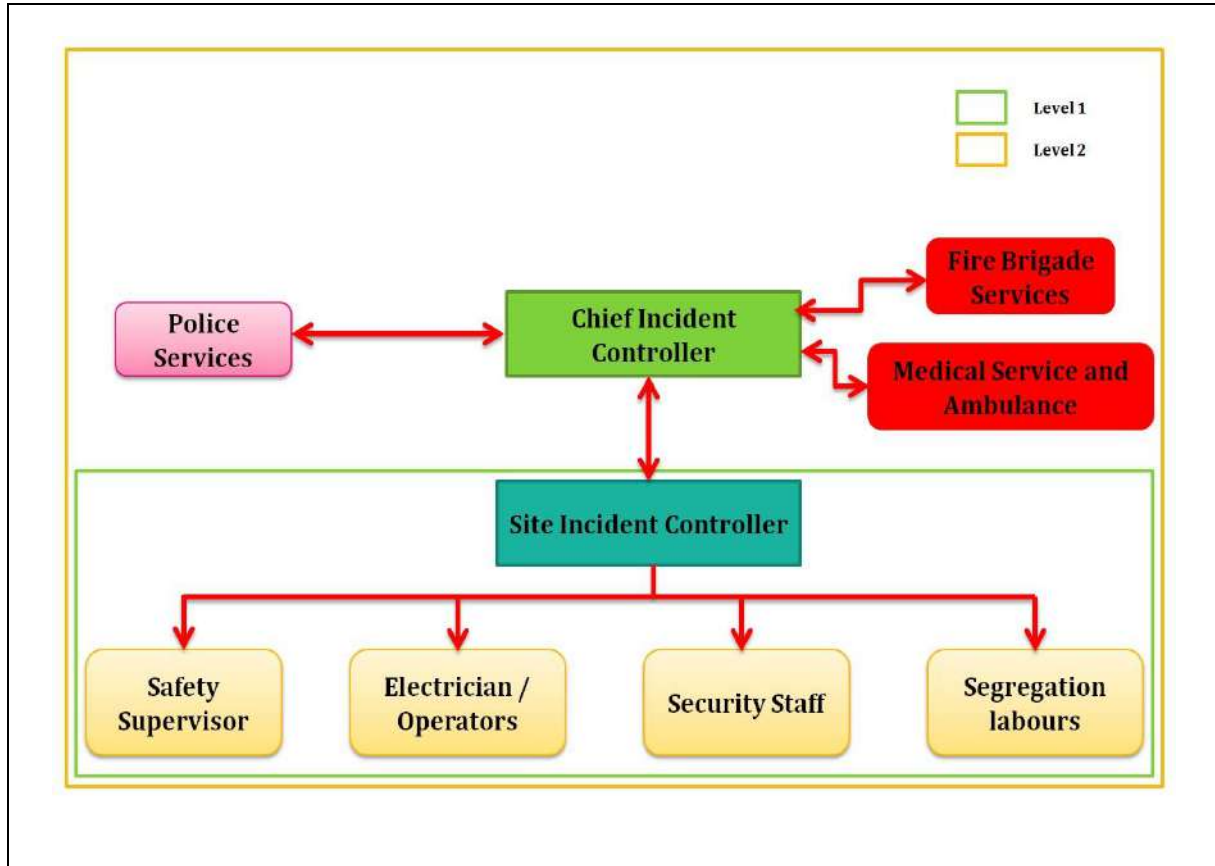 Level 1
Level 2
Fire Brigade
Services
Police
Services
Chief Incident
Controller
Medical Service and
Ambulance
Site Incident Controller
Safety
Supervisor
Electrician /
Operators
Security Staff
Segregation
labours